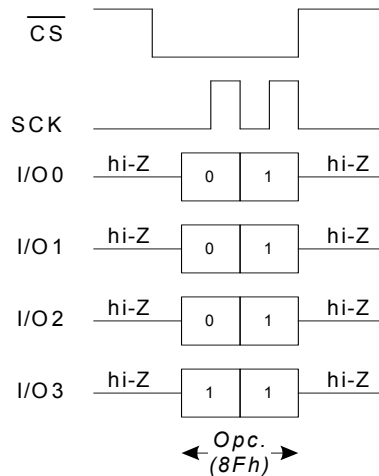 CS
SCK
hi-Z hi-Z
I/O0 0 1
hi-Z hi-Z
I/O1 0 1
hi-Z hi-Z
I/O2 0 1
hi-Z hi-Z
I/O3 1 1
Opc.
(8Fh)